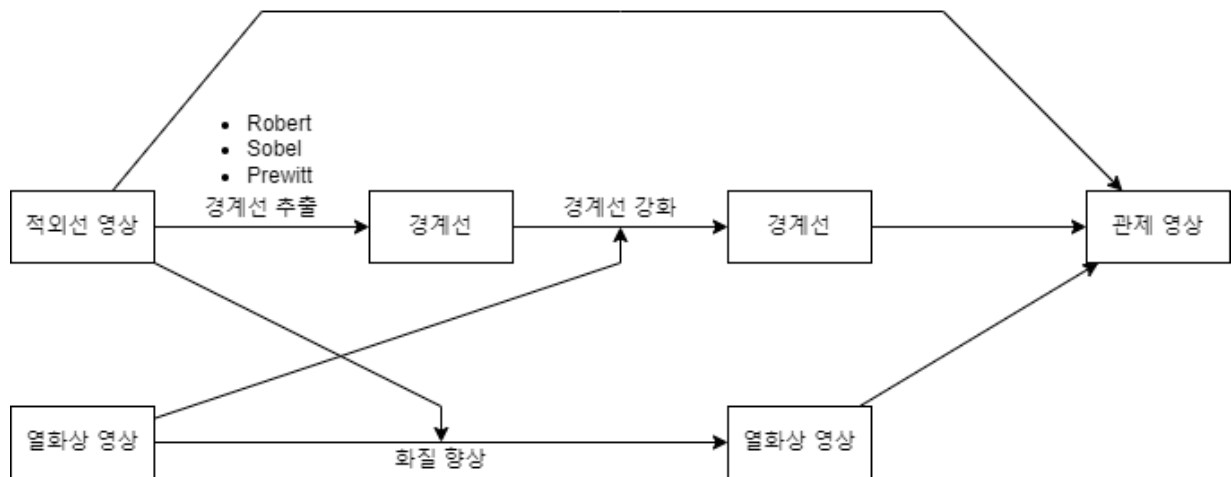 Robert
Sobel
Prewitt
적외선 영상
경계선 추출
경계선
경계선 강화
경계선
관제 영상
열화상 영상
화질 향상
열화상 영상